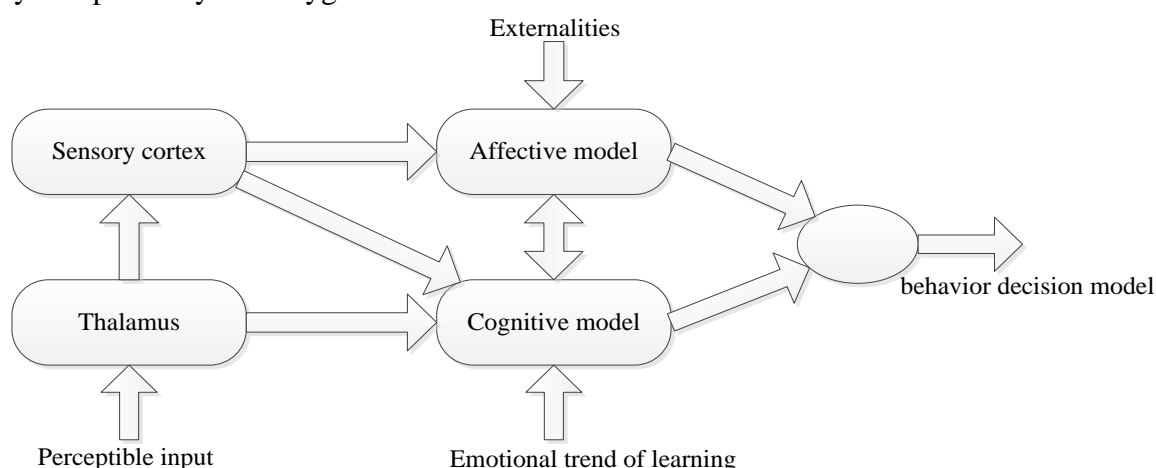 Externalities
Sensory cortex
Affective model
behavior decision model
Thalamus
Cognitive model
Perceptible input
Emotional trend of learning